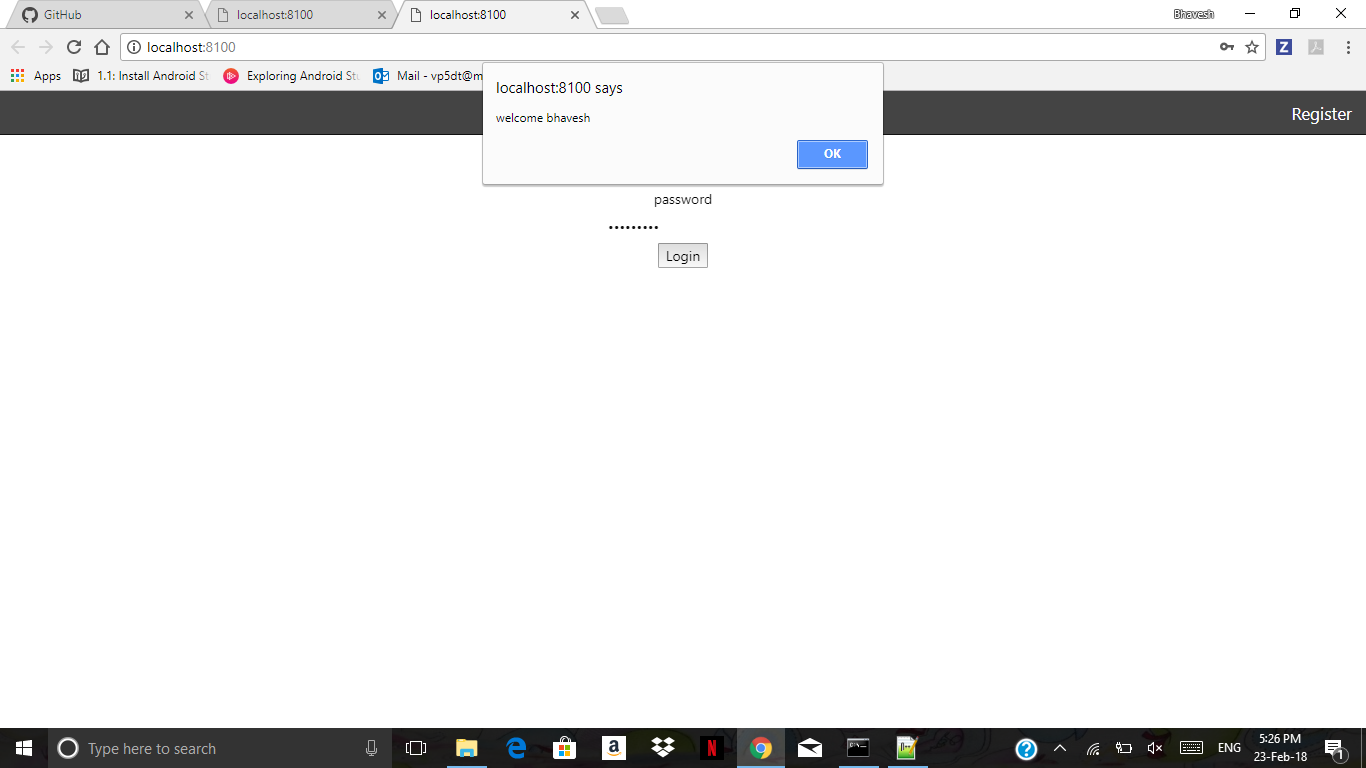 GitHub
localhost:8100
localhost:8100
Bhavesh
localhost:8100
Apps
1.1: Install Android St
Exploring Android Stu
Mail - vp5dt@m
localhost:8100 says
welcome bhavesh
OK
Register
password
Login
Type here to search
ENG
5:26 PM
23-Feb-18
1